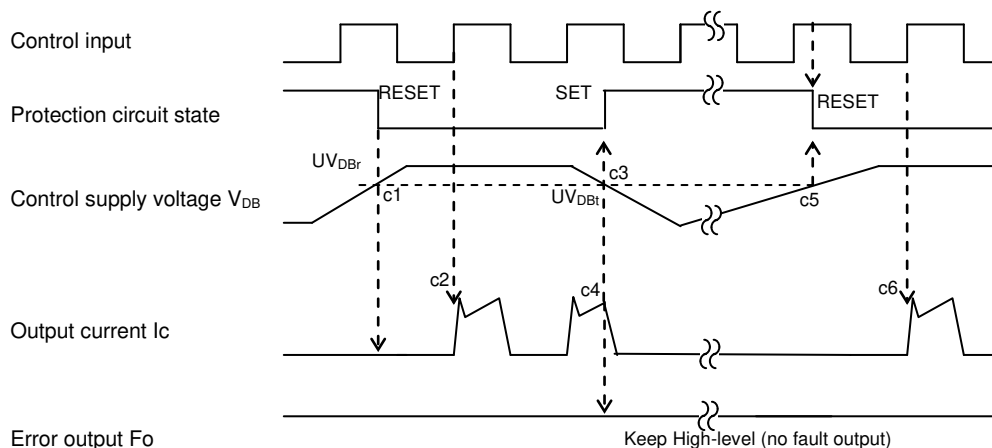 Control input
RESET
SET
RESET
Protection circuit state
UVDBr
c3
Control supply voltage VDB
c1
UVDBt
c5
c2
c4
c6
Output current Ic
Error output Fo
Keep High-level (no fault output)